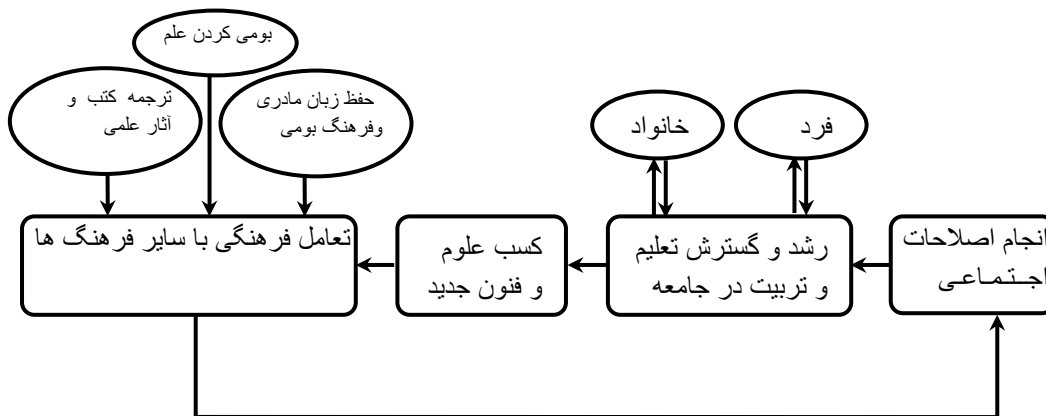 بومی کردن علم
ترجمه کتب و
آثار علمی
حفظ زبان مادری
وفرهنگ بومی
خانواد
فرد
انجام اصلاحات
اجـتـمـاعـی
رشد و گسترش تعلیم
و تربیت در جامعه
کسب علوم
و فنون جدید
تعامل فرهنگی با سایر فرهنگ ها